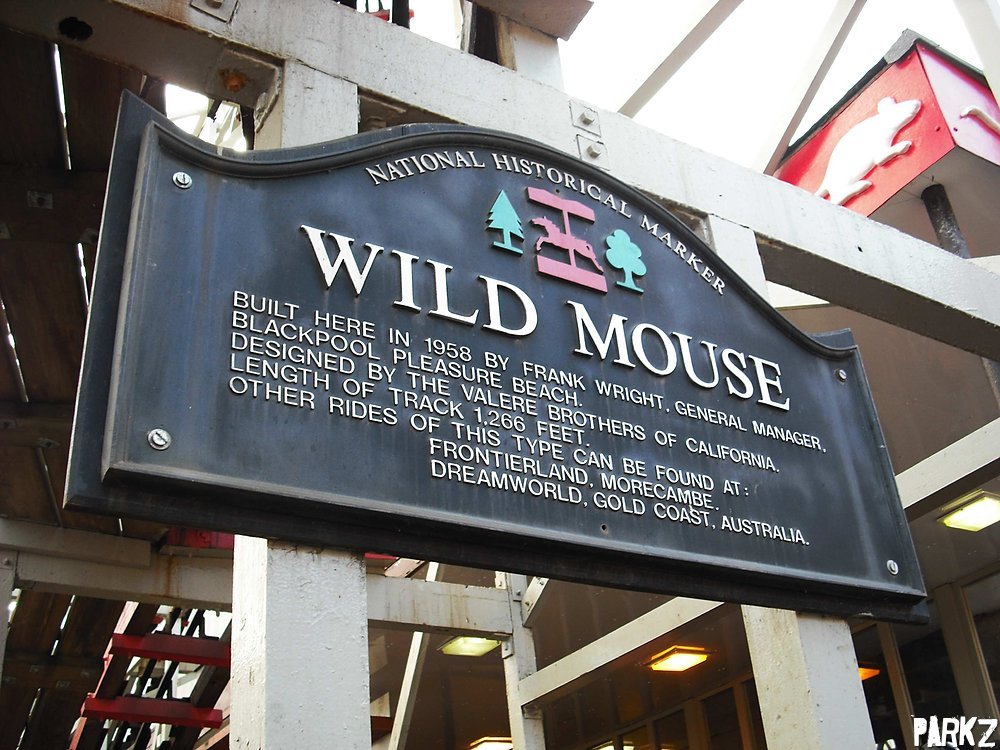 NATIONAL HISTORICAL MARKER
WILD MOUSE
BUILT HERE IN 1958 BY FRANK WRIGHT, GENERAL MANAGER,
BLACKPOOL PLEASURE BEACH.
DESIGNED BY THE VALERE BROTHERS OF CALIFORNIA.
LENGTH OF TRACK 1,266 FEET.
OTHER RIDES OF THIS TYPE CAN BE FOUND AT:
FRONTIERLAND, MORECAMBE.
DREAMWORLD, GOLD COAST, AUSTRALIA.
PARKZ